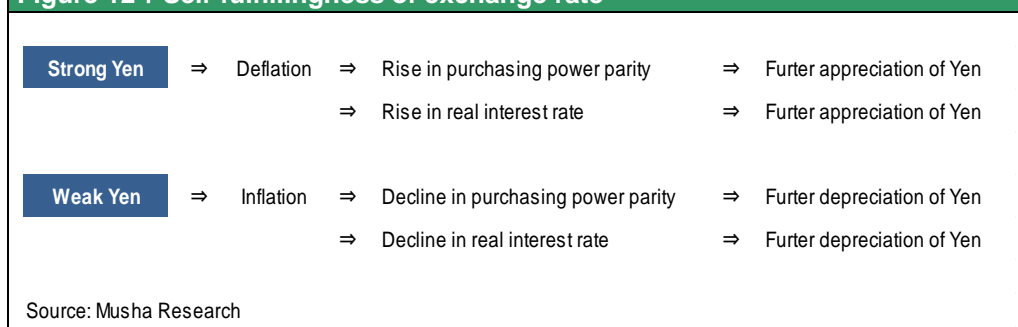 Figure 12 : Self-fulfillingness of exchange rate
Strong Yen ⇒ Deflation ⇒ Rise in purchasing power parity ⇒ Furter appreciation of Yen
⇒ Rise in real interest rate ⇒ Furter appreciation of Yen
Weak Yen ⇒ Inflation ⇒ Decline in purchasing power parity ⇒ Furter depreciation of Yen
⇒ Decline in real interest rate ⇒ Furter depreciation of Yen
Source: Musha Research